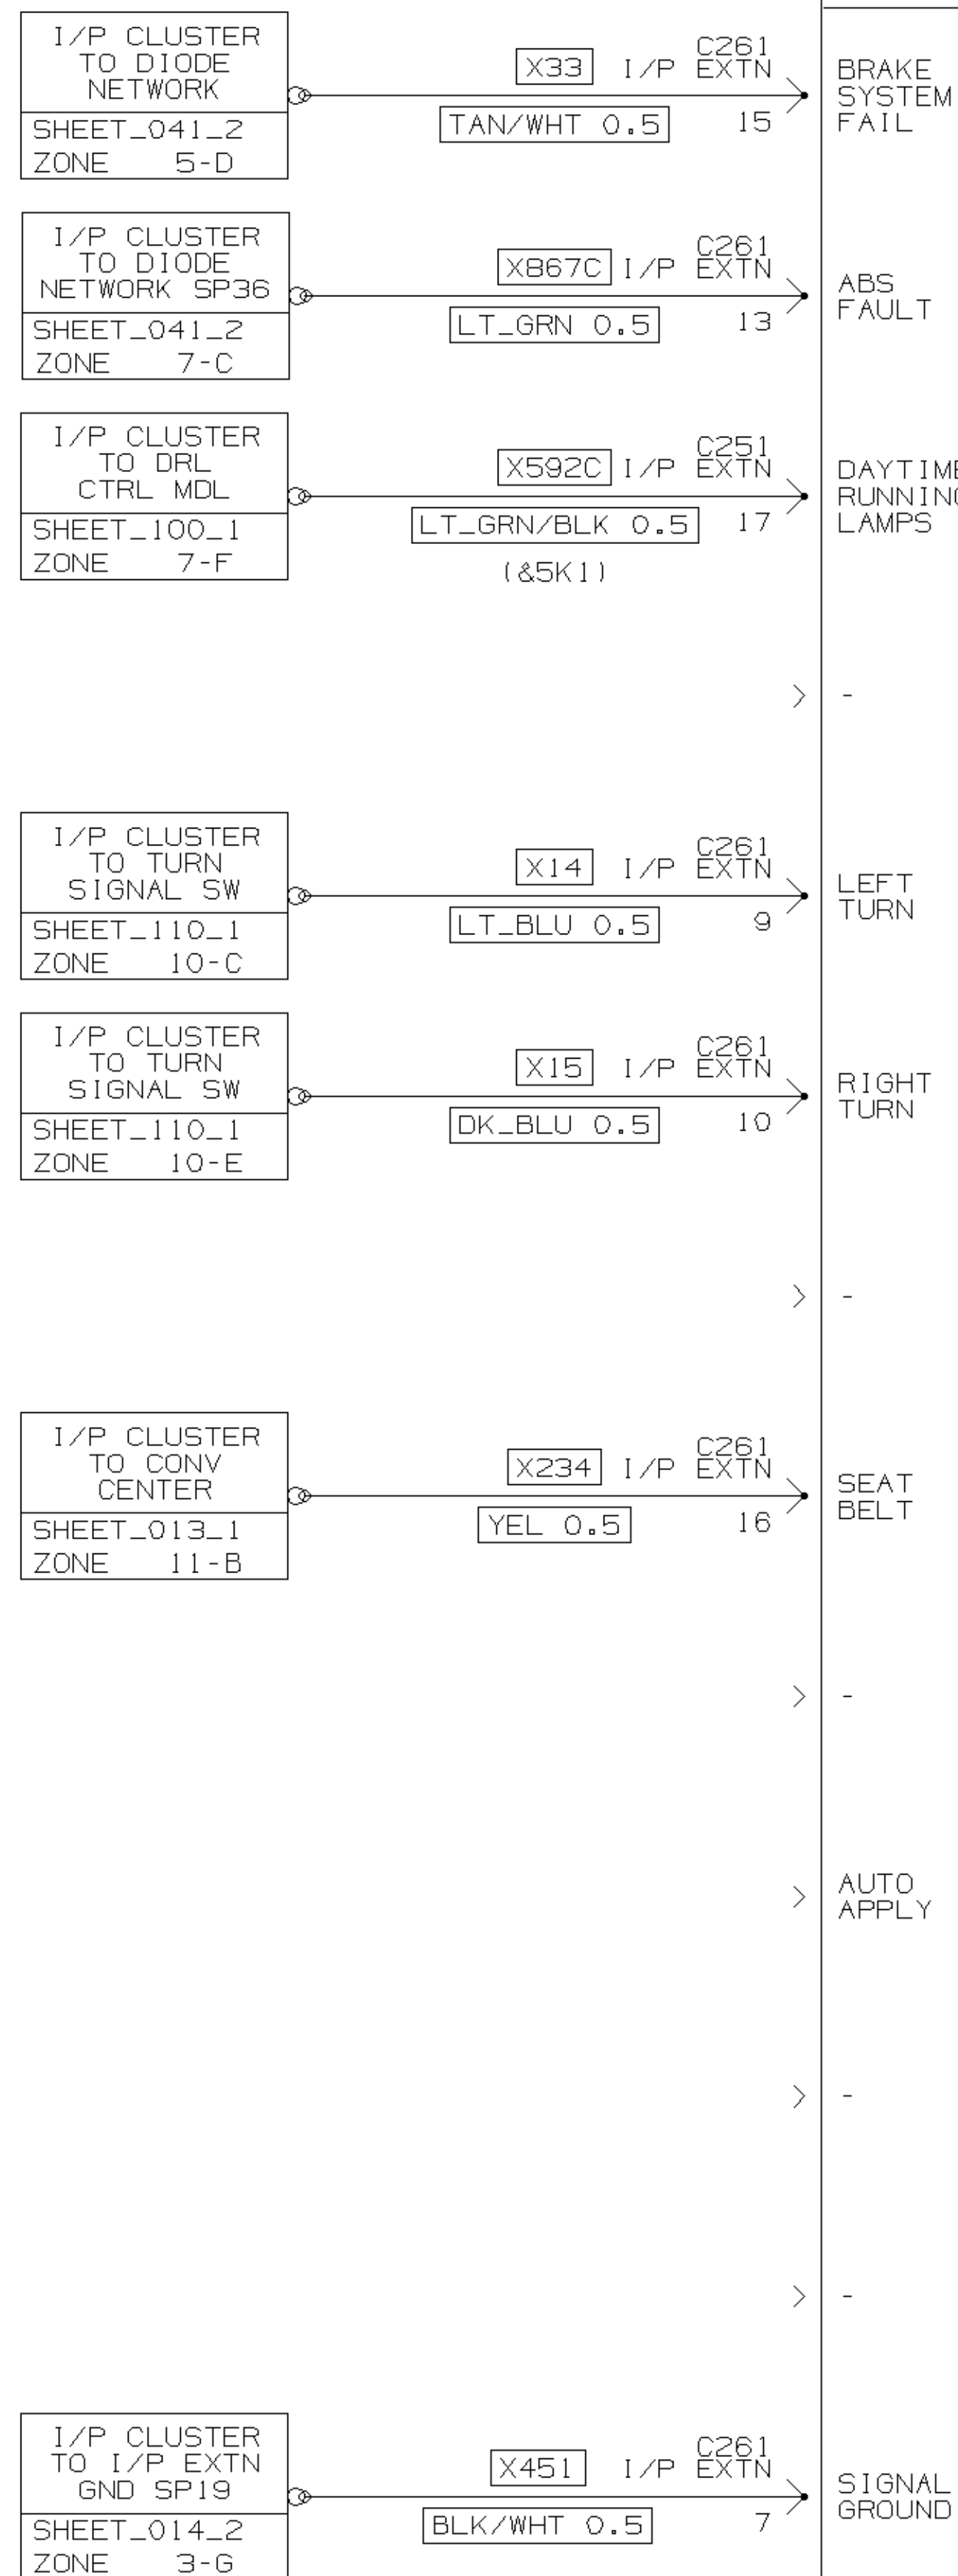 I/P CLUSTER
TO DIODE
NETWORK
SHEET_041_2
ZONE 5-D
X33
I/P
C261
EXTN
TAN/WHT 0.5
15
BRAKE
SYSTEM
FAIL
I/P CLUSTER
TO DIODE
NETWORK SP36
SHEET_041_2
ZONE 7-C
X867C
I/P
C261
EXTN
LT_GRN 0.5
13
ABS
FAULT
I/P CLUSTER
TO DRL
CTRL MDL
SHEET_100_1
ZONE 7-F
X592C
I/P
C251
EXTN
LT_GRN/BLK 0.5
17
(&5K1)
DAYTIME
RUNNING
LAMPS
-
I/P CLUSTER
TO TURN
SIGNAL SW
SHEET_110_1
ZONE 10-C
X14
I/P
C261
EXTN
LT_BLU 0.5
9
LEFT
TURN
I/P CLUSTER
TO TURN
SIGNAL SW
SHEET_110_1
ZONE 10-E
X15
I/P
C261
EXTN
DK_BLU 0.5
10
RIGHT
TURN
-
I/P CLUSTER
TO CONV
CENTER
SHEET_013_1
ZONE 11-B
X234
I/P
C261
EXTN
YEL 0.5
16
SEAT
BELT
-
AUTO
APPLY
-
-
I/P CLUSTER
TO I/P EXTN
GND SP19
SHEET_014_2
ZONE 3-G
X451
I/P
C261
EXTN
BLK/WHT 0.5
7
SIGNAL
GROUND